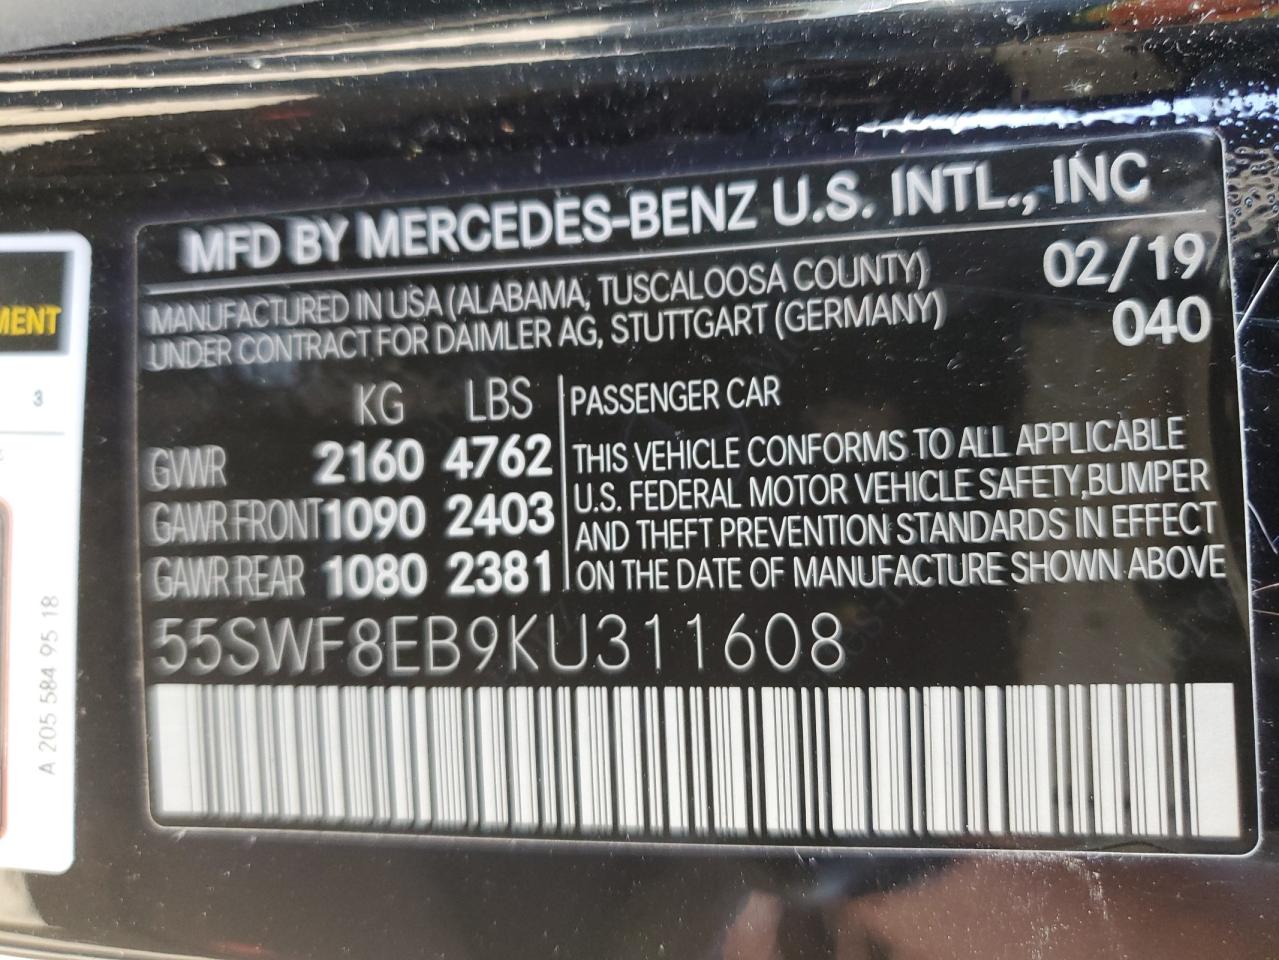 MFD BY MERCEDES-BENZ U.S. INTL., INC
MANUFACTURED IN USA (ALABAMA, TUSCALOOSA COUNTY)
UNDER CONTRACT FOR DAIMLER AG, STUTTGART (GERMANY)
02/19
040
KG LBS
GVWR 2160 4762
GAWR FRONT 1090 2403
GAWR REAR 1080 2381
PASSENGER CAR
THIS VEHICLE CONFORMS TO ALL APPLICABLE
U.S. FEDERAL MOTOR VEHICLE SAFETY,BUMPER
AND THEFT PREVENTION STANDARDS IN EFFECT
ON THE DATE OF MANUFACTURE SHOWN ABOVE
55SWF8EB9KU311608
MENT
3
A 205 584 95 18